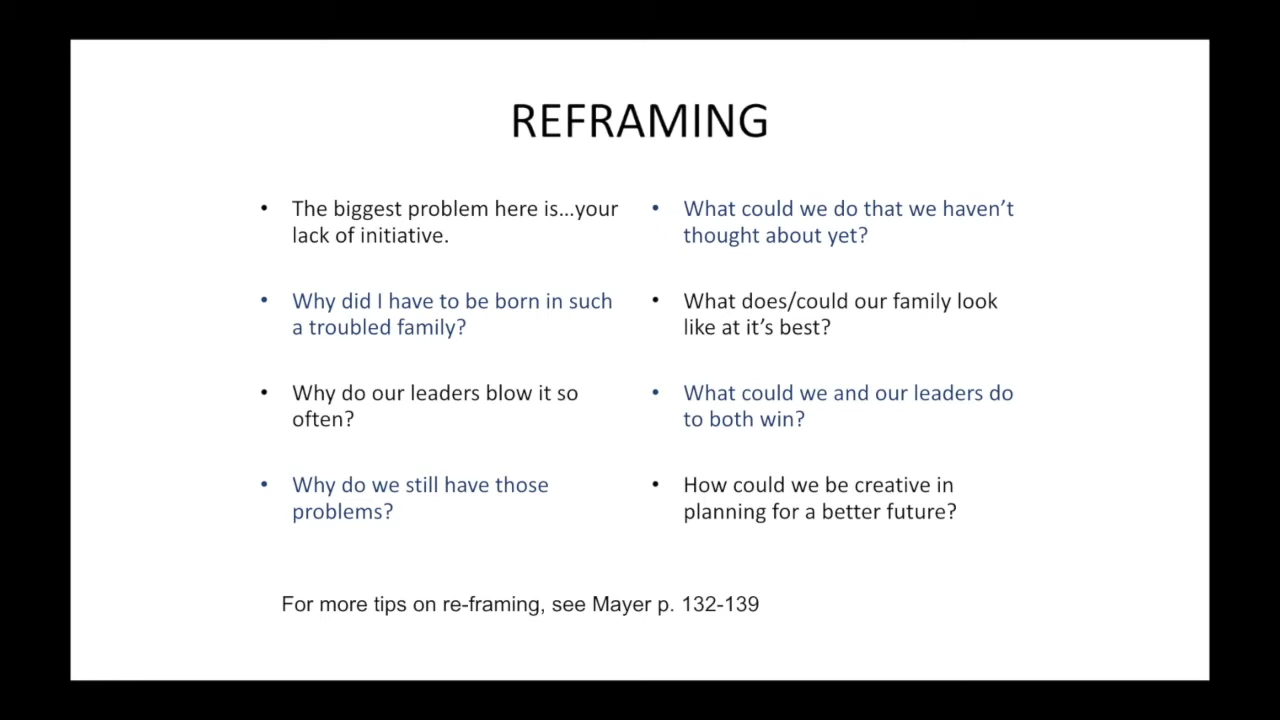 REFRAMING
• The biggest problem here is...your
lack of initiative.
• Why did I have to be born in such
a troubled family?
• Why do our leaders blow it so
often?
• Why do we still have those
problems?
• What could we do that we haven’t
thought about yet?
• What does/could our family look
like at it’s best?
• What could we and our leaders do
to both win?
• How could we be creative in
planning for a better future?
For more tips on re-framing, see Mayer p. 132-139